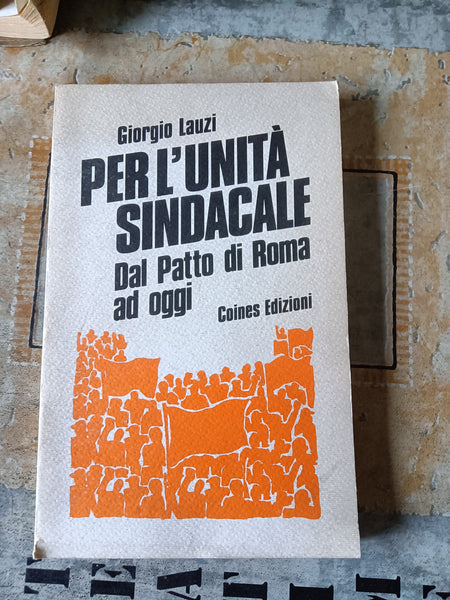 Giorgio Lauzi
PER L'UNITÀ
SINDACALE
Dal Patto di Roma
ad oggi
Coines Edizioni